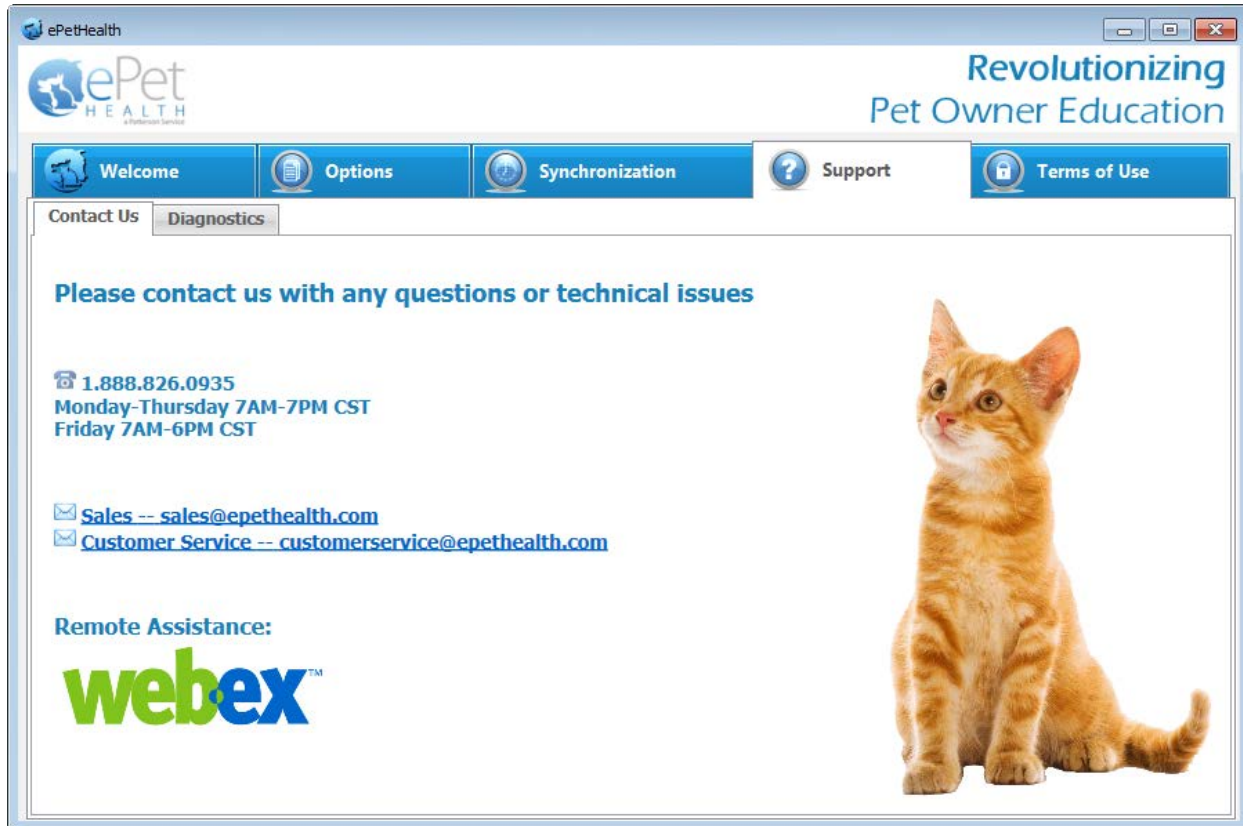 ePetHealth
ePet
HEALTH
a Patterson Service
Revolutionizing
Pet Owner Education
Welcome
Options
Synchronization
Support
Terms of Use
Contact Us
Diagnostics
Please contact us with any questions or technical issues
1.888.826.0935
Monday-Thursday 7AM-7PM CST
Friday 7AM-6PM CST
Sales -- sales@epethealth.com
Customer Service -- customerservice@epethealth.com
Remote Assistance:
webex™